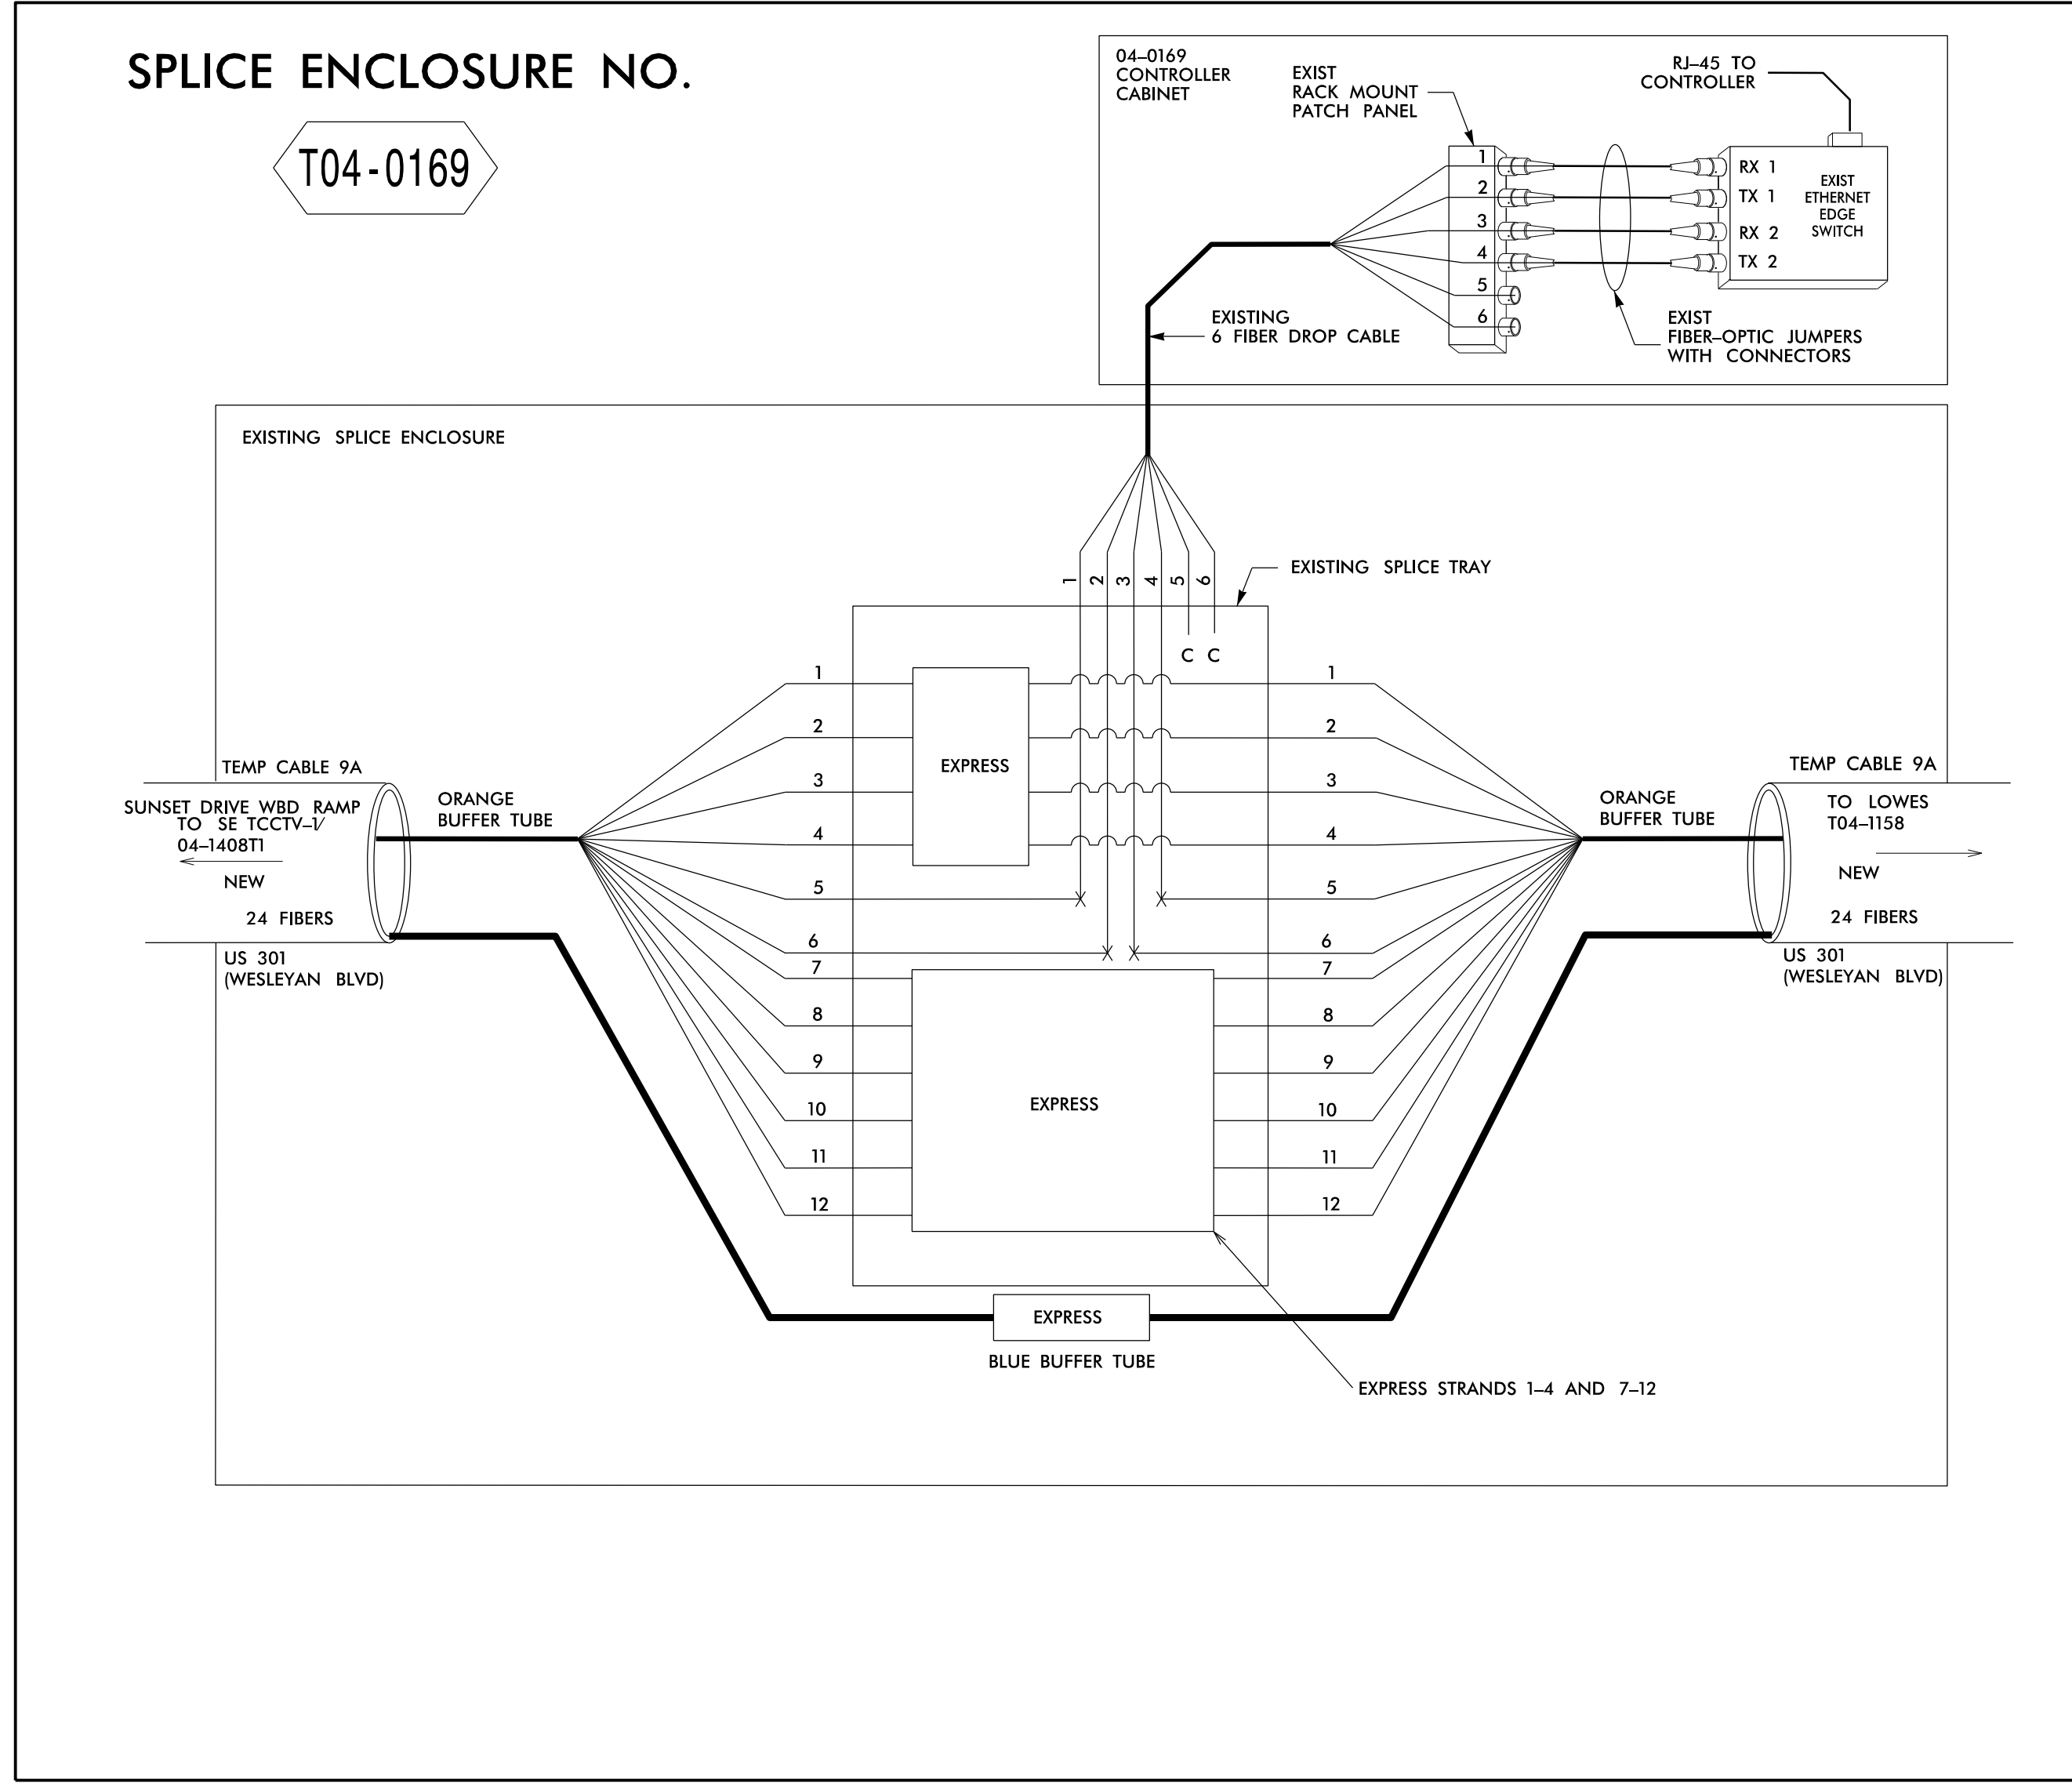 SPLICE ENCLOSURE NO.
T04-0169
04-0169
CONTROLLER
CABINET
EXIST
RACK MOUNT
PATCH PANEL
RJ-45 TO
CONTROLLER
1
2
3
4
5
6
RX 1
TX 1
RX 2
TX 2
EXIST
ETHERNET
EDGE
SWITCH
EXISTING
6 FIBER DROP CABLE
EXIST
FIBER-OPTIC JUMPERS
WITH CONNECTORS
EXISTING SPLICE ENCLOSURE
1
2
3
4
5
6
EXISTING SPLICE TRAY
C C
1
2
3
4
5
6
7
8
9
10
11
12
EXPRESS
EXPRESS
1
2
3
4
5
6
7
8
9
10
11
12
TEMP CABLE 9A
SUNSET DRIVE WBD RAMP
TO SE TCCTV-1/
04-1408T1
NEW
24 FIBERS
US 301
(WESLEYAN BLVD)
ORANGE
BUFFER TUBE
ORANGE
BUFFER TUBE
TEMP CABLE 9A
TO LOWES
T04-1158
NEW
24 FIBERS
US 301
(WESLEYAN BLVD)
EXPRESS
BLUE BUFFER TUBE
EXPRESS STRANDS 1-4 AND 7-12